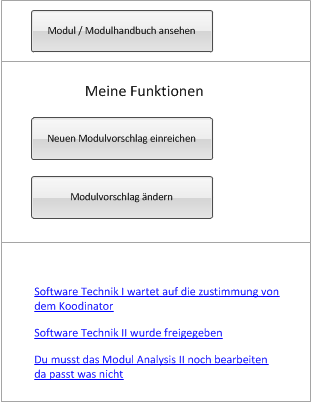 Modul / Modulhandbuch ansehen
Meine Funktionen
Neuen Modulvorschlag einreichen
Modulvorschlag ändern
Software Technik I wartet auf die zustimmung von
dem Koodinator
Software Technik II wurde freigegeben
Du musst das Modul Analysis II noch bearbeiten
da passt was nicht